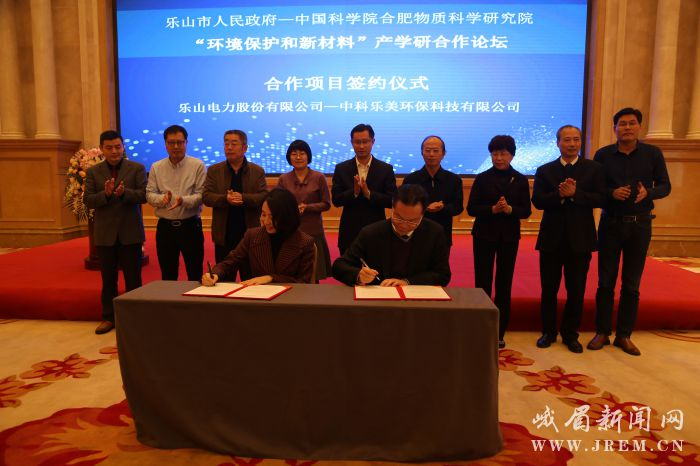 乐山市人民政府—中国科学院合肥物质科学研究院
“环境保护和新材料”产学研合作论坛
合作项目签约仪式
乐山电力股份有限公司—中科乐美环保科技有限公司
峨眉新闻网
WWW.JREM.CN